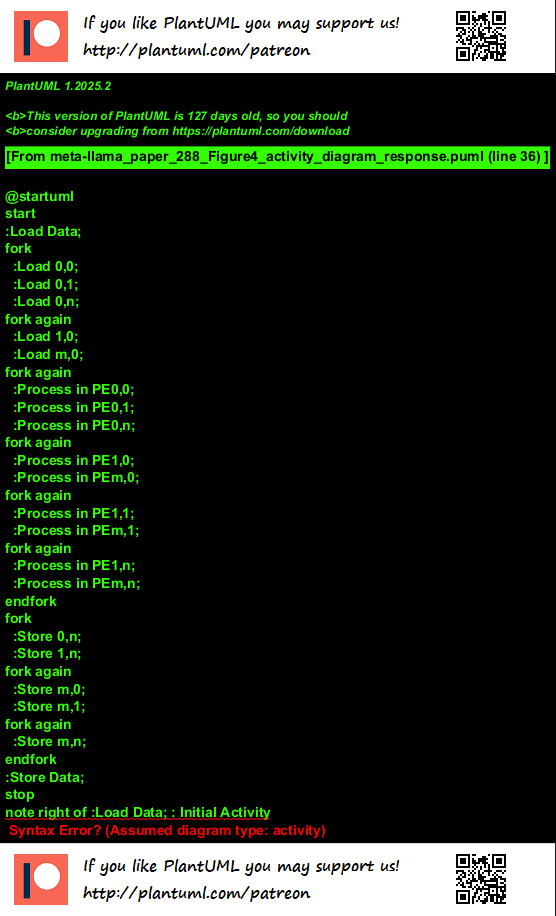 If you like PlantUML you may support us!
http://plantuml.com/patreon
PlantUML 1.2025.2
<b>This version of PlantUML is 127 days old, so you should
<b>consider upgrading from https://plantuml.com/download
[From meta-llama_paper_288_Figure4_activity_diagram_response.puml (line 36) ]
@startuml
start
:Load Data;
fork
:Load 0,0;
:Load 0,1;
:Load 0,n;
fork again
:Load 1,0;
:Load m,0;
fork again
:Process in PE0,0;
:Process in PE0,1;
:Process in PE0,n;
fork again
:Process in PE1,0;
:Process in PEm,0;
fork again
:Process in PE1,1;
:Process in PEm,1;
fork again
:Process in PE1,n;
:Process in PEm,n;
endfork
fork
:Store 0,n;
:Store 1,n;
fork again
:Store m,0;
:Store m,1;
fork again
:Store m,n;
endfork
:Store Data;
stop
note right of :Load Data; : Initial Activity
Syntax Error? (Assumed diagram type: activity)
If you like PlantUML you may support us!
http://plantuml.com/patreon